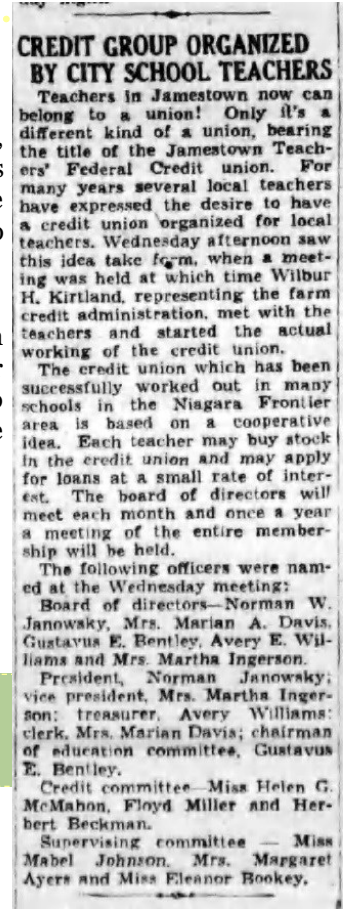 CREDIT GROUP ORGANIZED
BY CITY SCHOOL TEACHERS
Teachers in Jamestown now can
belong to a union! Only it's a
different kind of a union, bearing
the title of the Jamestown Teach-
ers' Federal Credit union. For
many years several local teachers
have expressed the desire to have
a credit union organized for local
teachers. Wednesday afternoon saw
this idea take form, when a meet-
ing was held at which time Wilbur
H. Kirtland, representing the farm
credit administration, met with the
teachers and started the actual
working of the credit union.
The credit union which has been
successfully worked out in many
schools in the Niagara Frontier
area is based on a cooperative
idea. Each teacher may buy stock
in the credit union and may apply
for loans at a small rate of inter-
est. The board of directors will
meet each month and once a year
a meeting of the entire member-
ship will be held.
The following officers were nam-
ed at the Wednesday meeting:
Board of directors—Norman W.
Janowsky, Mrs. Marian A. Davis,
Gustavus E. Bentley, Avery E. Wil-
liams and Mrs. Martha Ingerson.
President, Norman Janowsky;
vice president, Mrs. Martha Inger-
son; treasurer, Avery Williams;
clerk, Mrs. Marian Davis; chairman
of education committee, Gustavus
E. Bentley.
Credit committee—Miss Helen G.
McMahon, Floyd Miller and Her-
bert Beckman.
Supervising committee — Miss
Mabel Johnson, Mrs. Margaret
Ayers and Miss Eleanor Bookey.